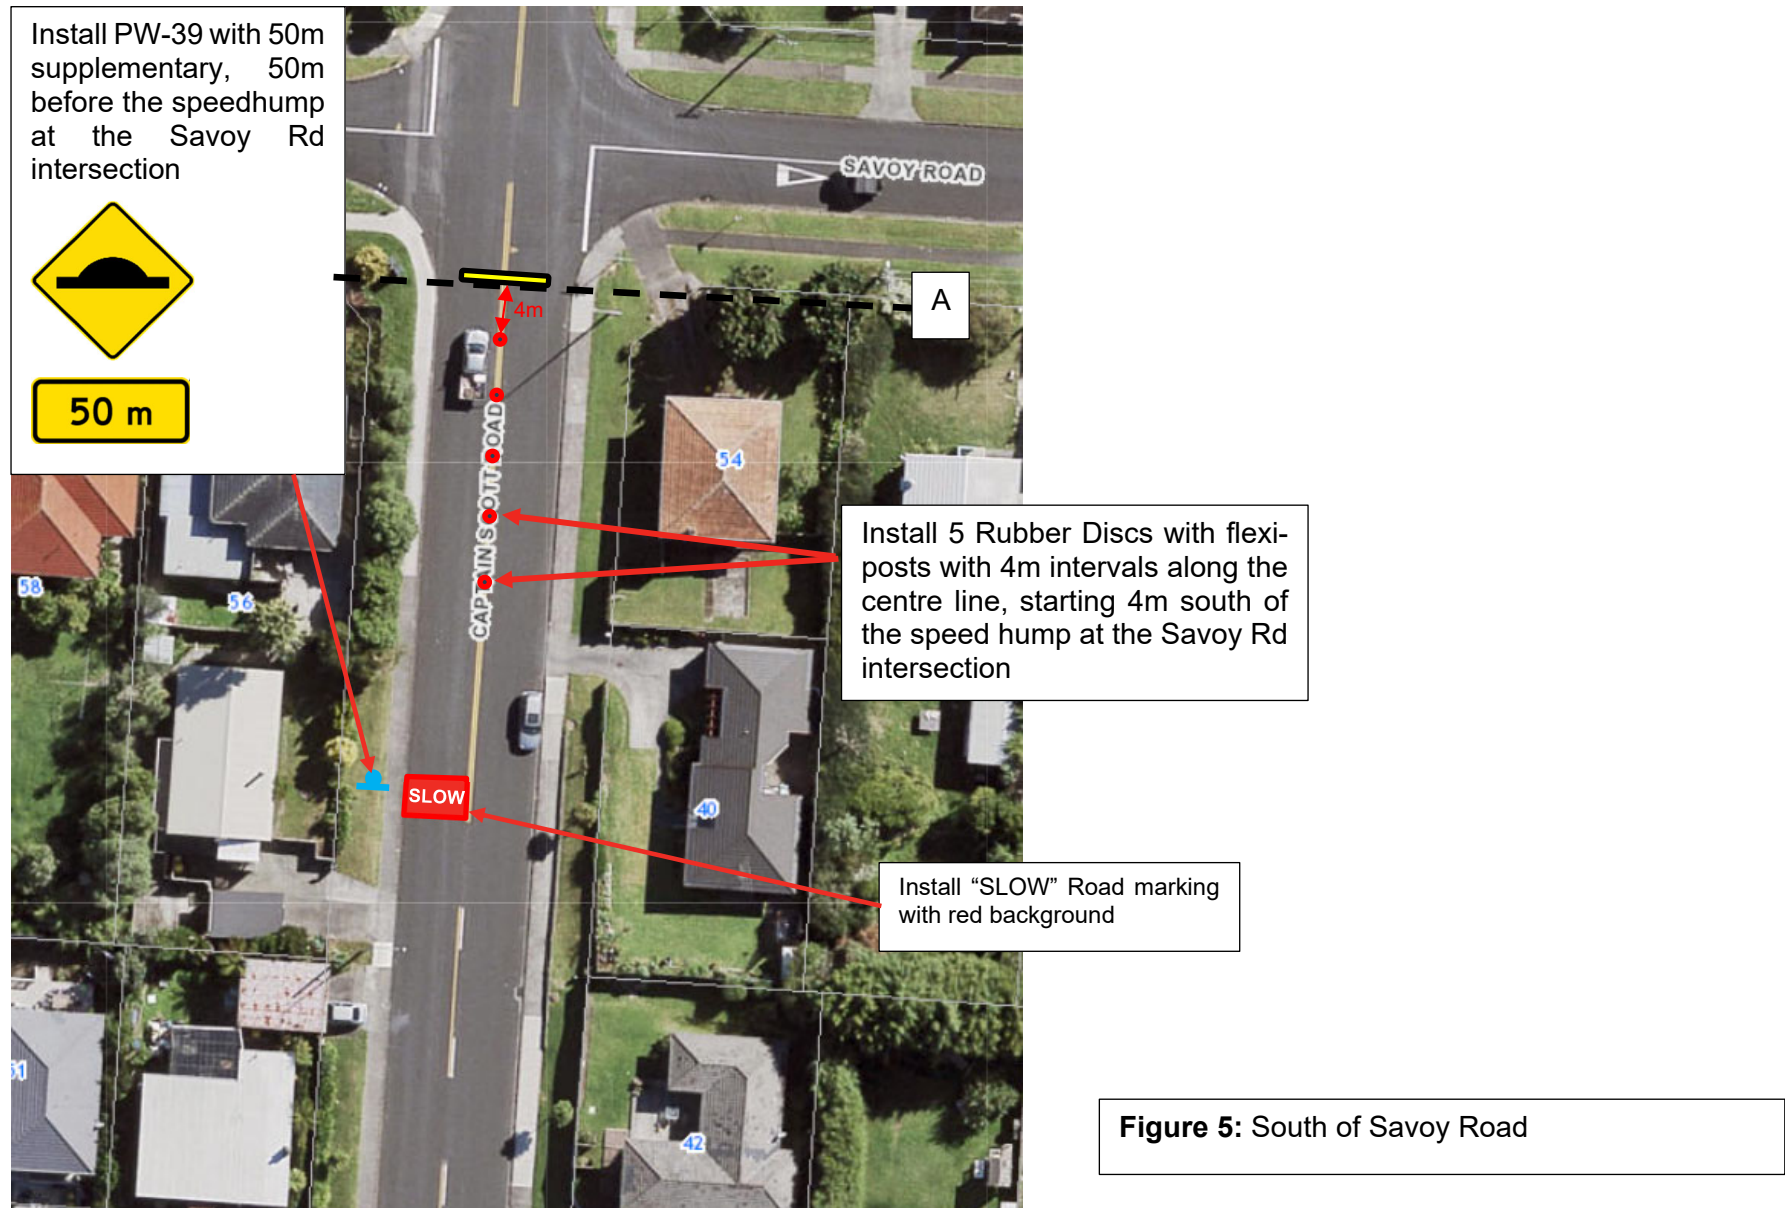 Install PW-39 with 50m
supplementary, 50m
before the speedhump
at the Savoy Rd
intersection
50 m
SAVOY ROAD
A
4m
CAPTAIN SCOTT ROAD
54
58
56
Install 5 Rubber Discs with flexi-
posts with 4m intervals along the
centre line, starting 4m south of
the speed hump at the Savoy Rd
intersection
SLOW
40
Install “SLOW” Road marking
with red background
51
42
Figure 5: South of Savoy Road